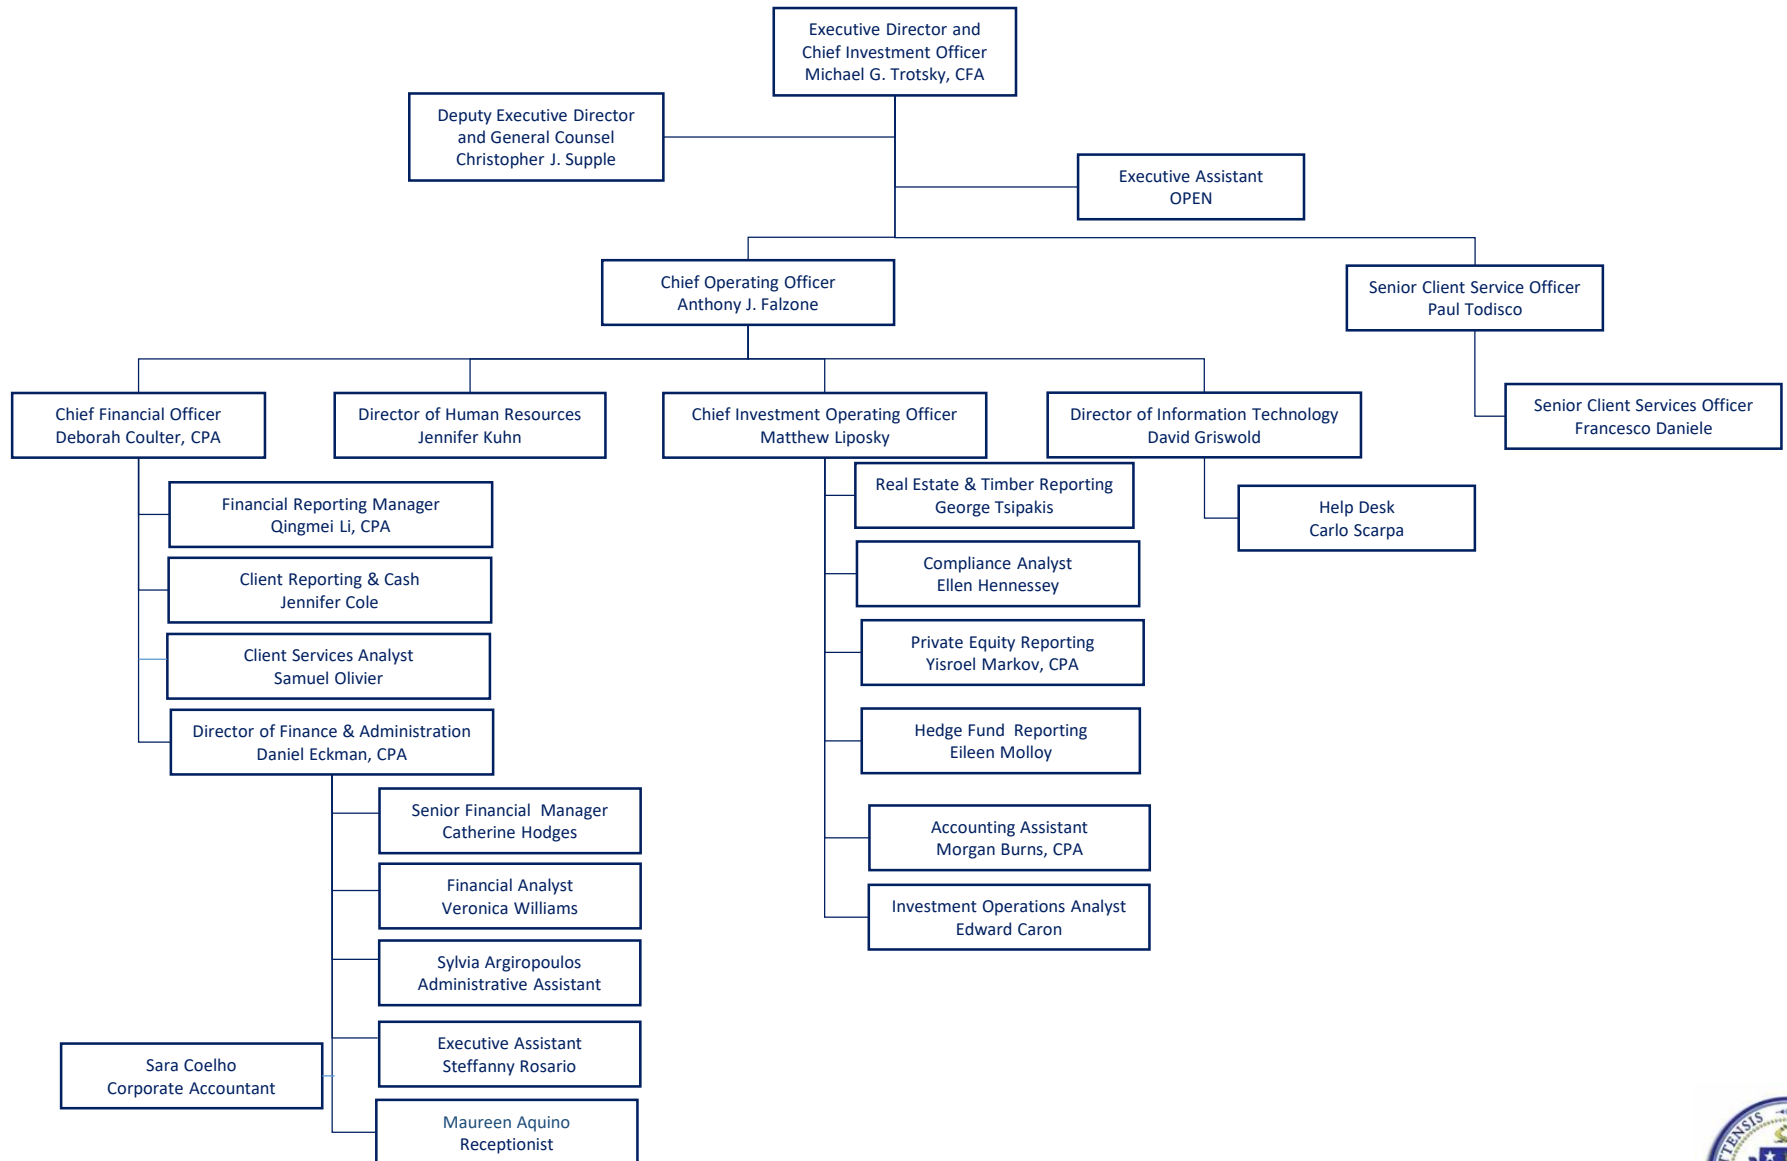 Executive Director and
Chief Investment Officer
Michael G. Trotsky, CFA
Deputy Executive Director
and General Counsel
Christopher J. Supple
Executive Assistant
OPEN
Chief Operating Officer
Anthony J. Falzone
Senior Client Service Officer
Paul Todisco
Chief Financial Officer
Deborah Coulter, CPA
Director of Human Resources
Jennifer Kuhn
Chief Investment Operating Officer
Matthew Liposky
Director of Information Technology
David Griswold
Senior Client Services Officer
Francesco Daniele
Financial Reporting Manager
Qingmei Li, CPA
Client Reporting & Cash
Jennifer Cole
Client Services Analyst
Samuel Olivier
Director of Finance & Administration
Daniel Eckman, CPA
Senior Financial  Manager
Catherine Hodges
Financial Analyst
Veronica Williams
Sylvia Argiropoulos
Administrative Assistant
Executive Assistant
Steffanny Rosario
Sara Coelho
Corporate Accountant
Maureen Aquino
Receptionist
Real Estate & Timber Reporting
George Tsipakis
Compliance Analyst
Ellen Hennessey
Private Equity Reporting
Yisroel Markov, CPA
Hedge Fund  Reporting
Eileen Molloy
Accounting Assistant
Morgan Burns, CPA
Investment Operations Analyst
Edward Caron
Help Desk
Carlo Scarpa